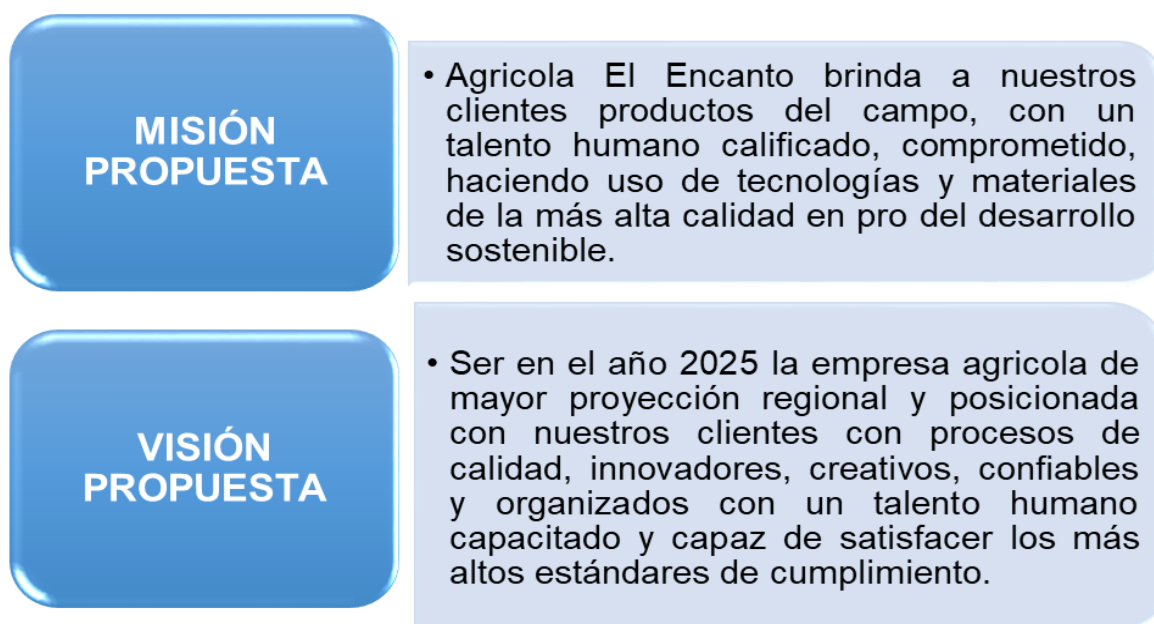 MISIÓN
PROPUESTA
• Agricola El Encanto brinda a nuestros
clientes productos del campo, con un
talento humano calificado, comprometido,
haciendo uso de tecnologías y materiales
de la más alta calidad en pro del desarrollo
sostenible.
VISIÓN
PROPUESTA
• Ser en el año 2025 la empresa agricola de
mayor proyección regional y posicionada
con nuestros clientes con procesos de
calidad, innovadores, creativos, confiables
y organizados con un talento humano
capacitado y capaz de satisfacer los más
altos estándares de cumplimiento.